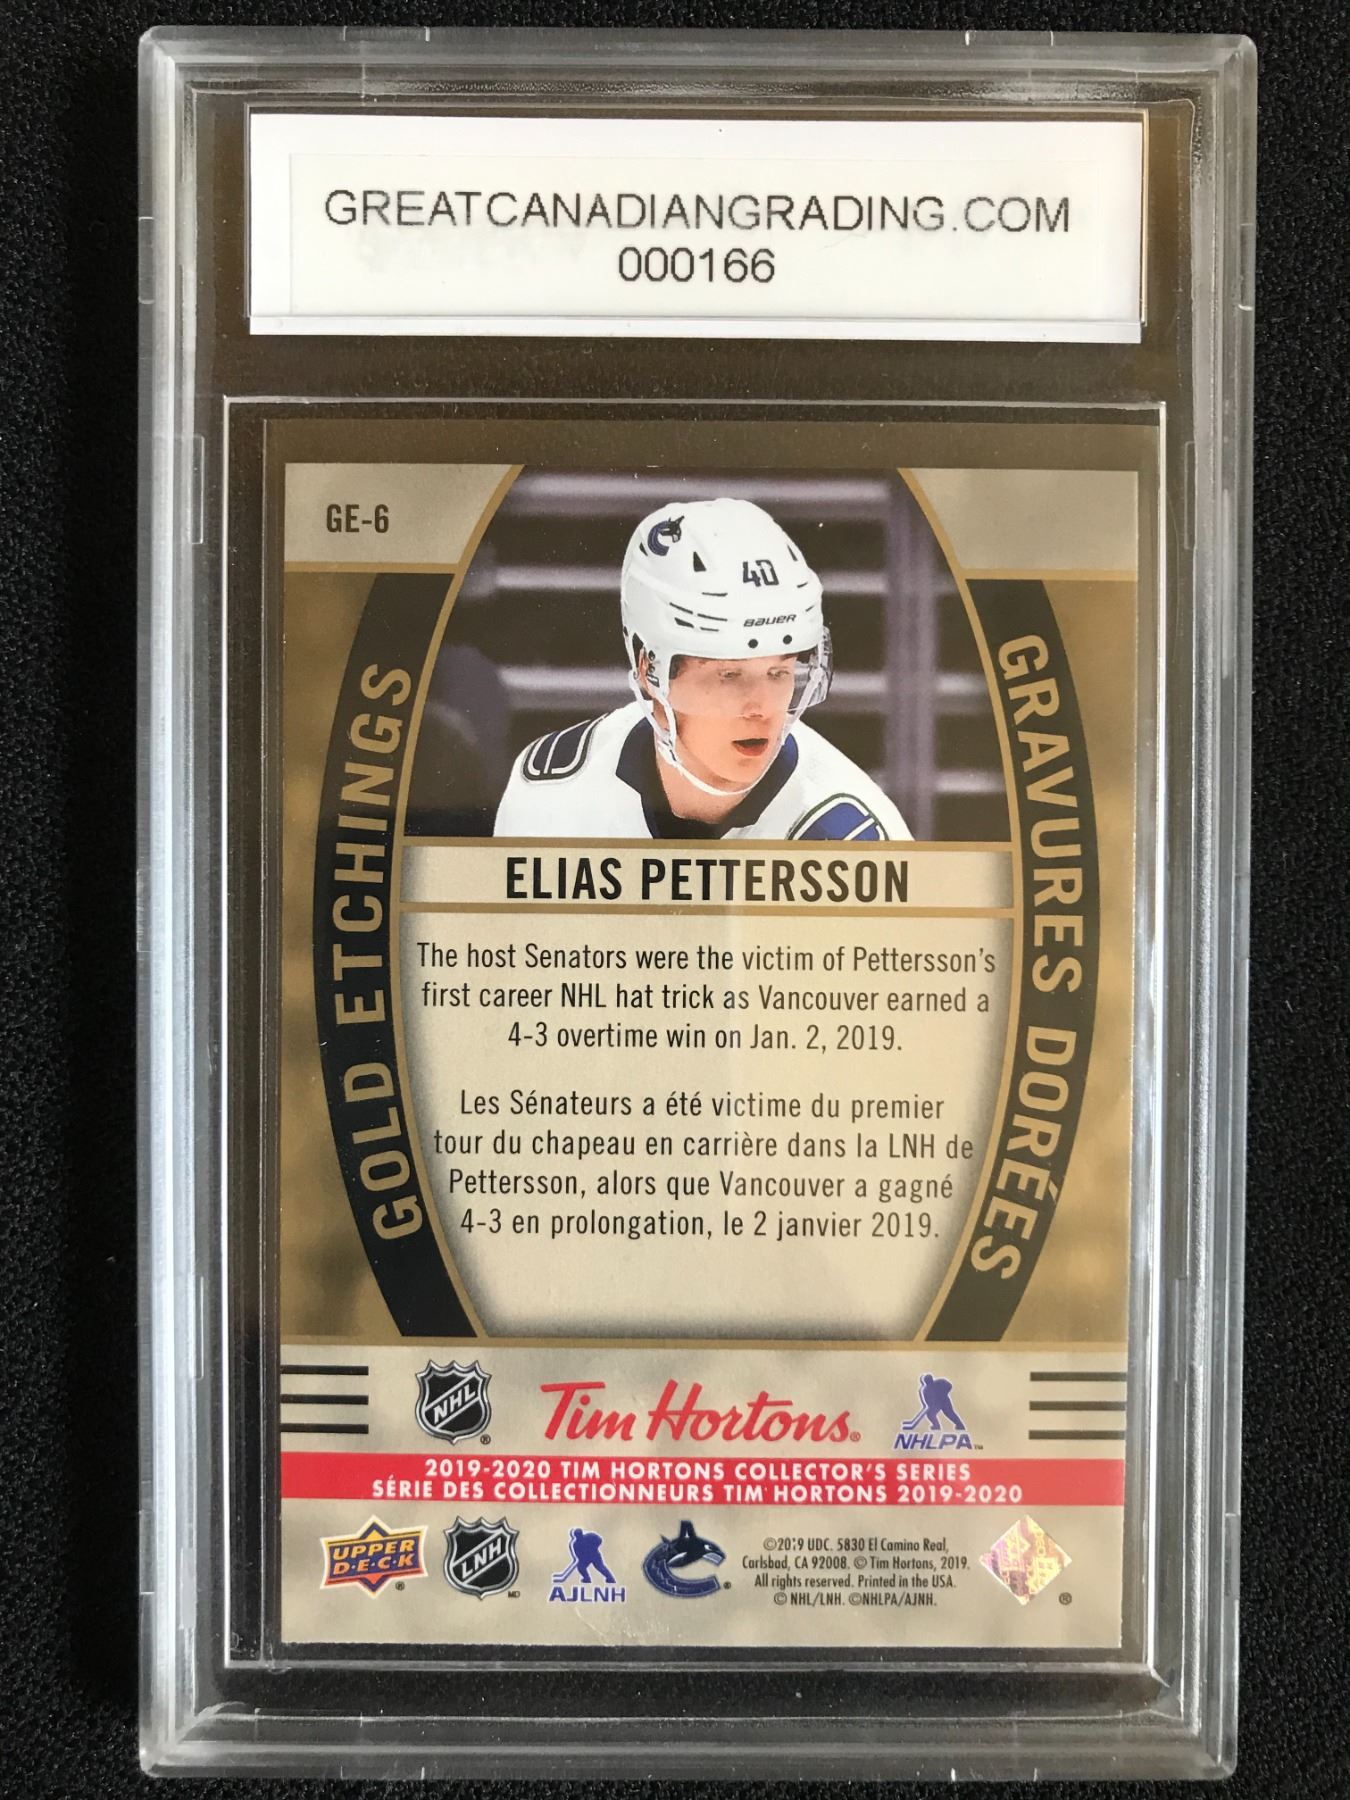 GREATCANADIANGRADING.COM
000166
GE-6
40
BAUER
GOLD ETCHINGS
GRAVURES DORÉES
ELIAS PETTERSSON
The host Senators were the victim of Pettersson's
first career NHL hat trick as Vancouver earned a
4-3 overtime win on Jan. 2, 2019.
Les Sénateurs a été victime du premier
tour du chapeau en carrière dans la LNH de
Pettersson, alors que Vancouver a gagné
4-3 en prolongation, le 2 janvier 2019.
NHL ®
Tim Hortons®
NHLPA™
2019-2020 TIM HORTONS COLLECTOR'S SERIES
SÉRIE DES COLLECTIONNEURS TIM HORTONS 2019-2020
UPPER
D·E·C·K ®
LNH MD
AJLNH
©2019 UDC. 5830 El Camino Real,
Carlsbad, CA 92008. © Tim Hortons, 2019.
All rights reserved. Printed in the USA.
© NHL/LNH. ©NHLPA/AJNH.
®